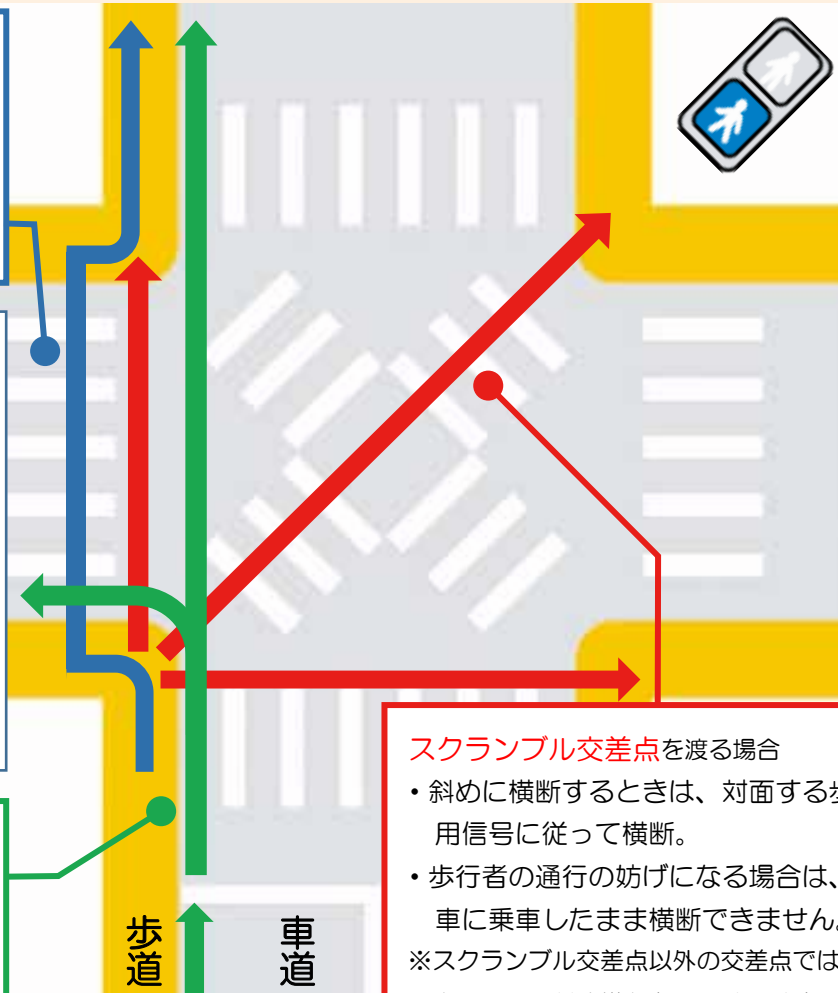 スクランブル交差点を渡る場合
・斜めに横断するときは、対面する
用信号に従って横断。
・歩行者の通行の妨げになる場合は、
車に乗車したまま横断できません。
※スクランブル交差点以外の交差点では
歩道
車道